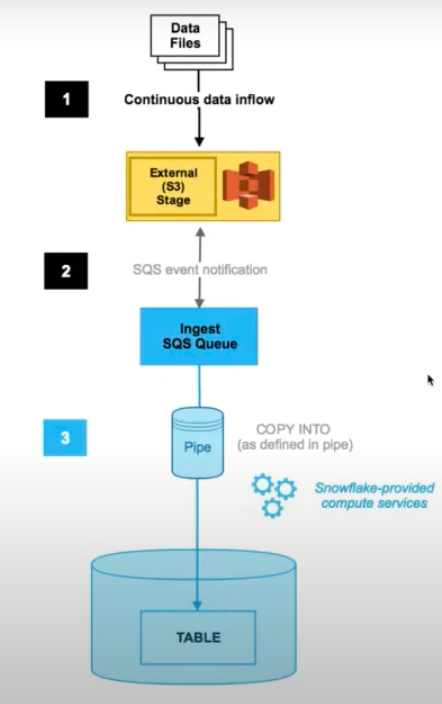 Data
Files
1
Continuous data inflow
External
(S3)
Stage
2
SQS event notification
Ingest
SQS Queue
3
Pipe
COPY INTO
(as defined in pipe)
Snowflake-provided
compute services
TABLE